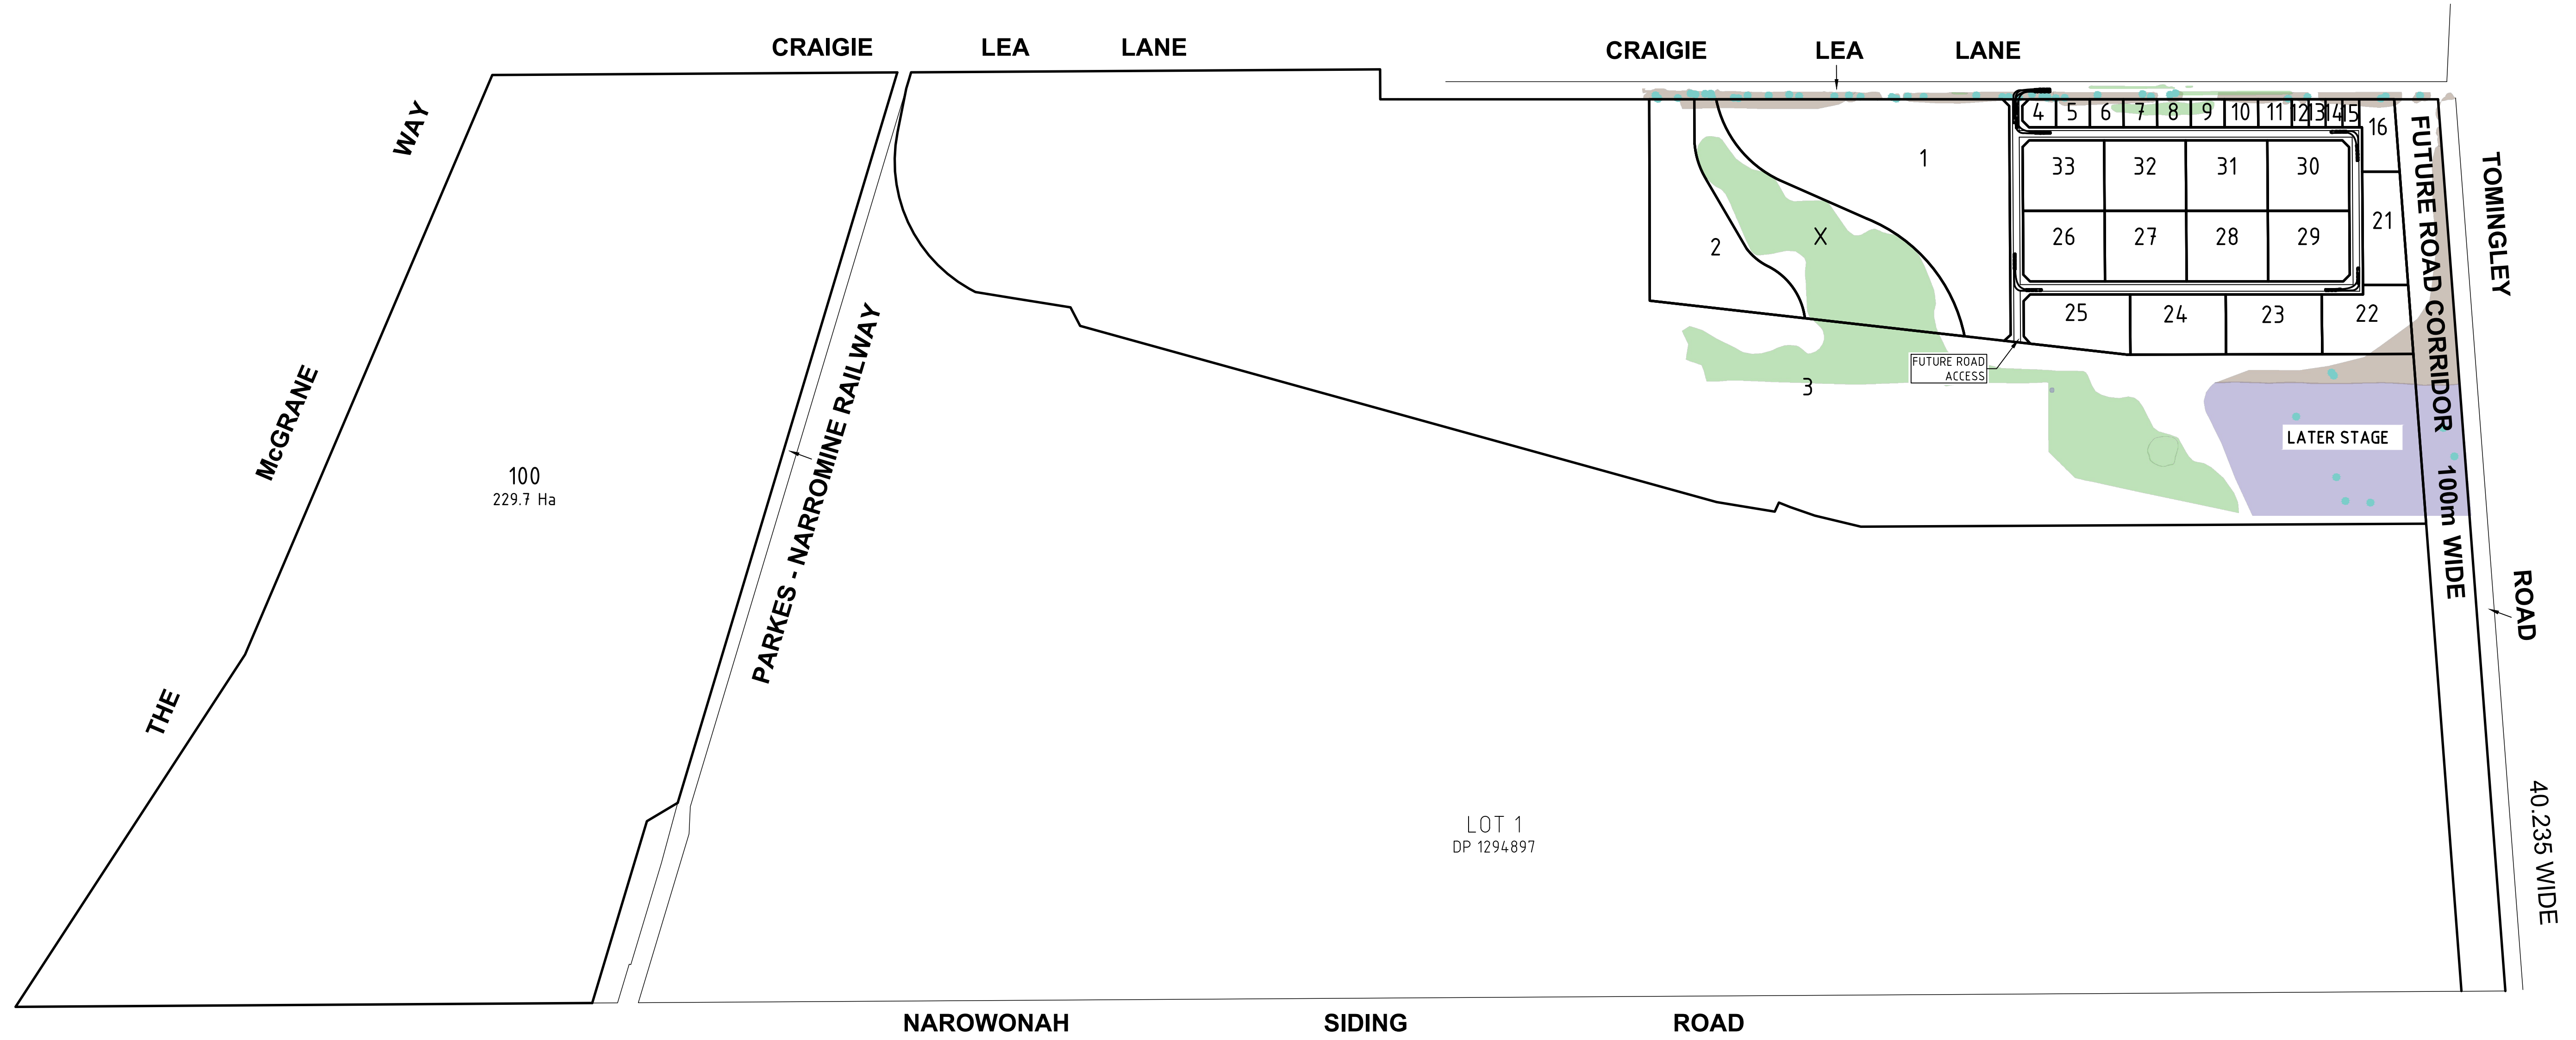 CRAIGIE LEA LANE
CRAIGIE LEA LANE
THE McGRANE WAY
100
229.7 Ha
PARKES - NARROMINE RAILWAY
1
2
X
3
4
5
6
7
8
9
10
11
12
13
14
15
16
33
32
31
30
21
26
27
28
29
25
24
23
22
FUTURE ROAD
ACCESS
LATER STAGE
FUTURE ROAD CORRIDOR 100m WIDE
TOMINGLEY ROAD
40.235 WIDE
LOT 1
DP 1294897
NAROWONAH SIDING ROAD